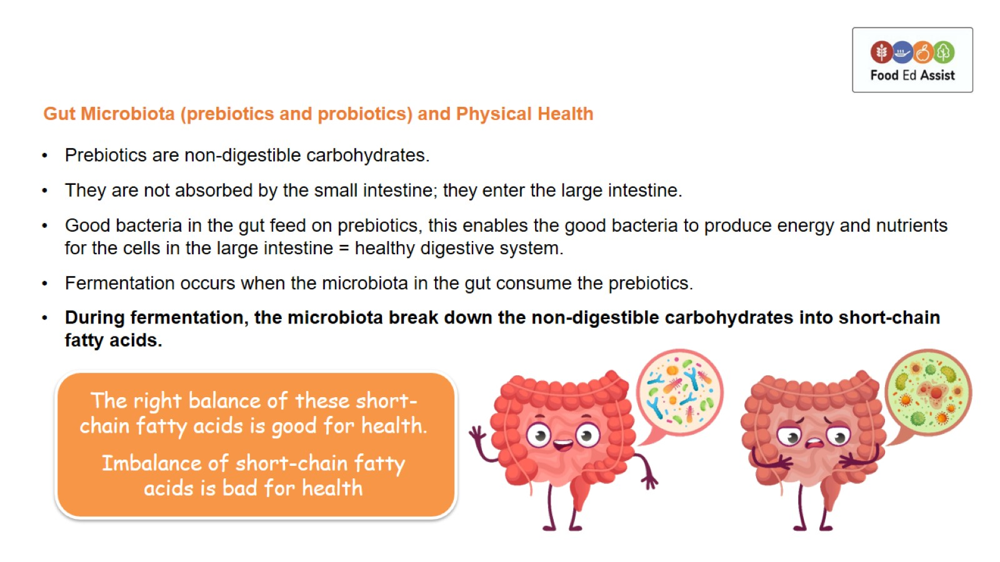 Food Ed Assist
Gut Microbiota (prebiotics and probiotics) and Physical Health
• Prebiotics are non-digestible carbohydrates.
• They are not absorbed by the small intestine; they enter the large intestine.
• Good bacteria in the gut feed on prebiotics, this enables the good bacteria to produce energy and nutrients
for the cells in the large intestine = healthy digestive system.
• Fermentation occurs when the microbiota in the gut consume the prebiotics.
• During fermentation, the microbiota break down the non-digestible carbohydrates into short-chain
fatty acids.
The right balance of these short-
chain fatty acids is good for health.
Imbalance of short-chain fatty
acids is bad for health